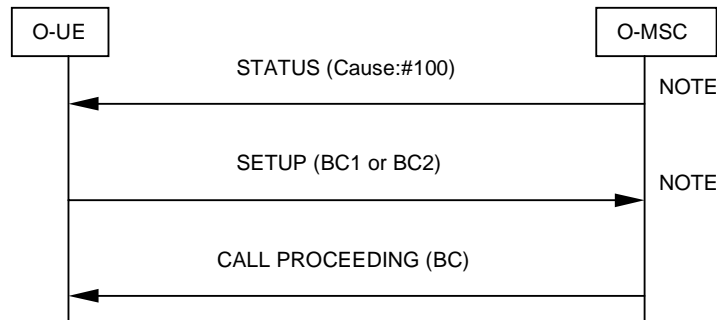 O-UE
O-MSC
STATUS (Cause:#100)
NOTE
SETUP (BC1 or BC2)
NOTE
CALL PROCEEDING (BC)